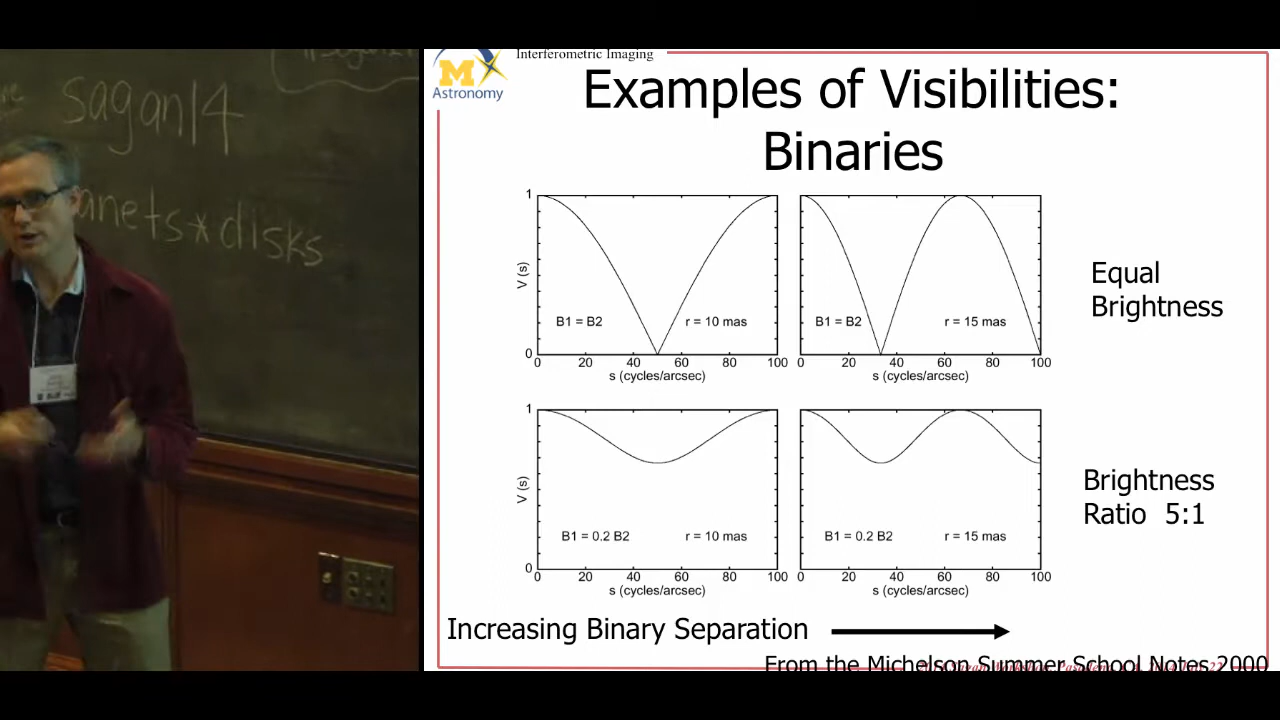 sagan14
anets*disks
Interferometric Imaging
M
Astronomy
Examples of Visibilities:
Binaries
1
V (s)
B1 = B2
r = 10 mas
0
0 20 40 60 80 100
s (cycles/arcsec)
B1 = B2
r = 15 mas
0 20 40 60 80 100
s (cycles/arcsec)
Equal
Brightness
1
V (s)
B1 = 0.2 B2
r = 10 mas
0
0 20 40 60 80 100
s (cycles/arcsec)
B1 = 0.2 B2
r = 15 mas
0 20 40 60 80 100
s (cycles/arcsec)
Brightness
Ratio 5:1
Increasing Binary Separation
From the Michelson Summer School Notes 2000